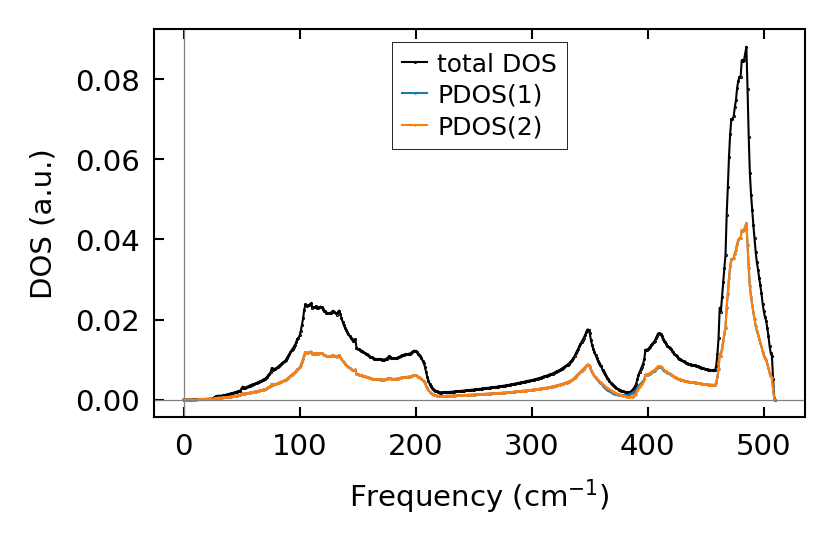 total DOS
PDOS(1)
PDOS(2)
DOS (a.u.)
0.08
0.06
0.04
0.02
0.00
0 100 200 300 400 500
Frequency (cm⁻¹)